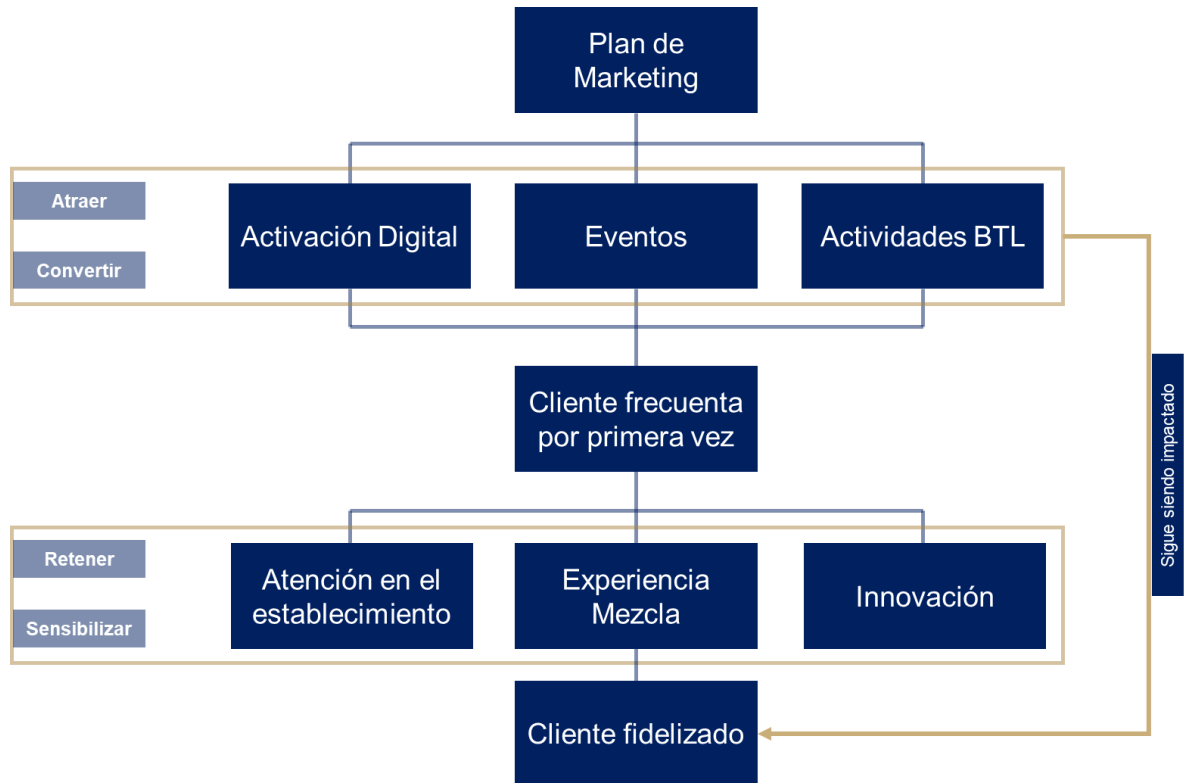 Plan de
Marketing
Atraer
Convertir
Activación Digital
Eventos
Actividades BTL
Cliente frecuenta
por primera vez
Sigue siendo impactado
Retener
Sensibilizar
Atención en el
establecimiento
Experiencia
Mezcla
Innovación
Cliente fidelizado